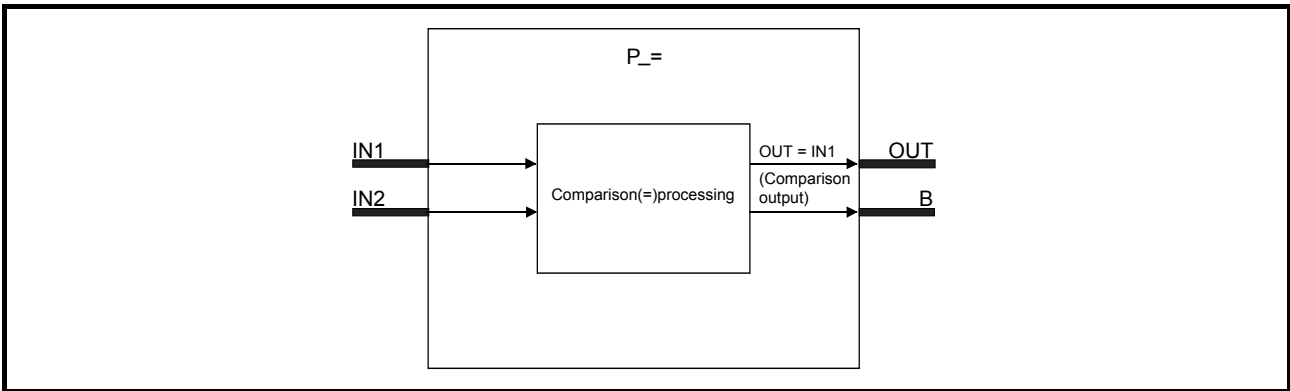 P_=
IN1
IN2
Comparison(=)processing
OUT = IN1
(Comparison
output)
OUT
B